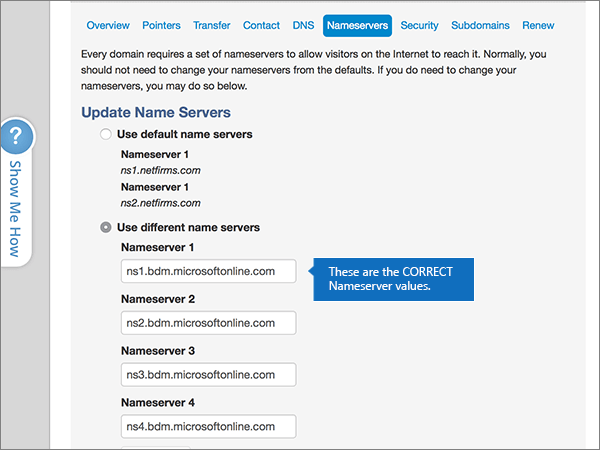 Overview Pointers Transfer Contact DNS Nameservers Security Subdomains Renew
Every domain requires a set of nameservers to allow visitors on the Internet to reach it. Normally, you
should not need to change your nameservers from the defaults. If you do need to change your
nameservers, you may do so below.
Update Name Servers
Use default name servers
Nameserver 1
ns1.netfirms.com
Nameserver 1
ns2.netfirms.com
Use different name servers
Nameserver 1
ns1.bdm.microsoftonline.com
These are the CORRECT
Nameserver values.
Nameserver 2
ns2.bdm.microsoftonline.com
Nameserver 3
ns3.bdm.microsoftonline.com
Nameserver 4
ns4.bdm.microsoftonline.com
?
Show Me How